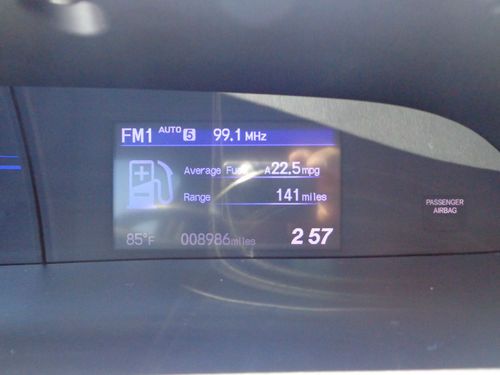 FM1 AUTO 5 99.1 MHz
Average Fuel A 22.5 mpg
Range 141 miles
PASSENGER
AIRBAG
85°F 008986 miles 2 57